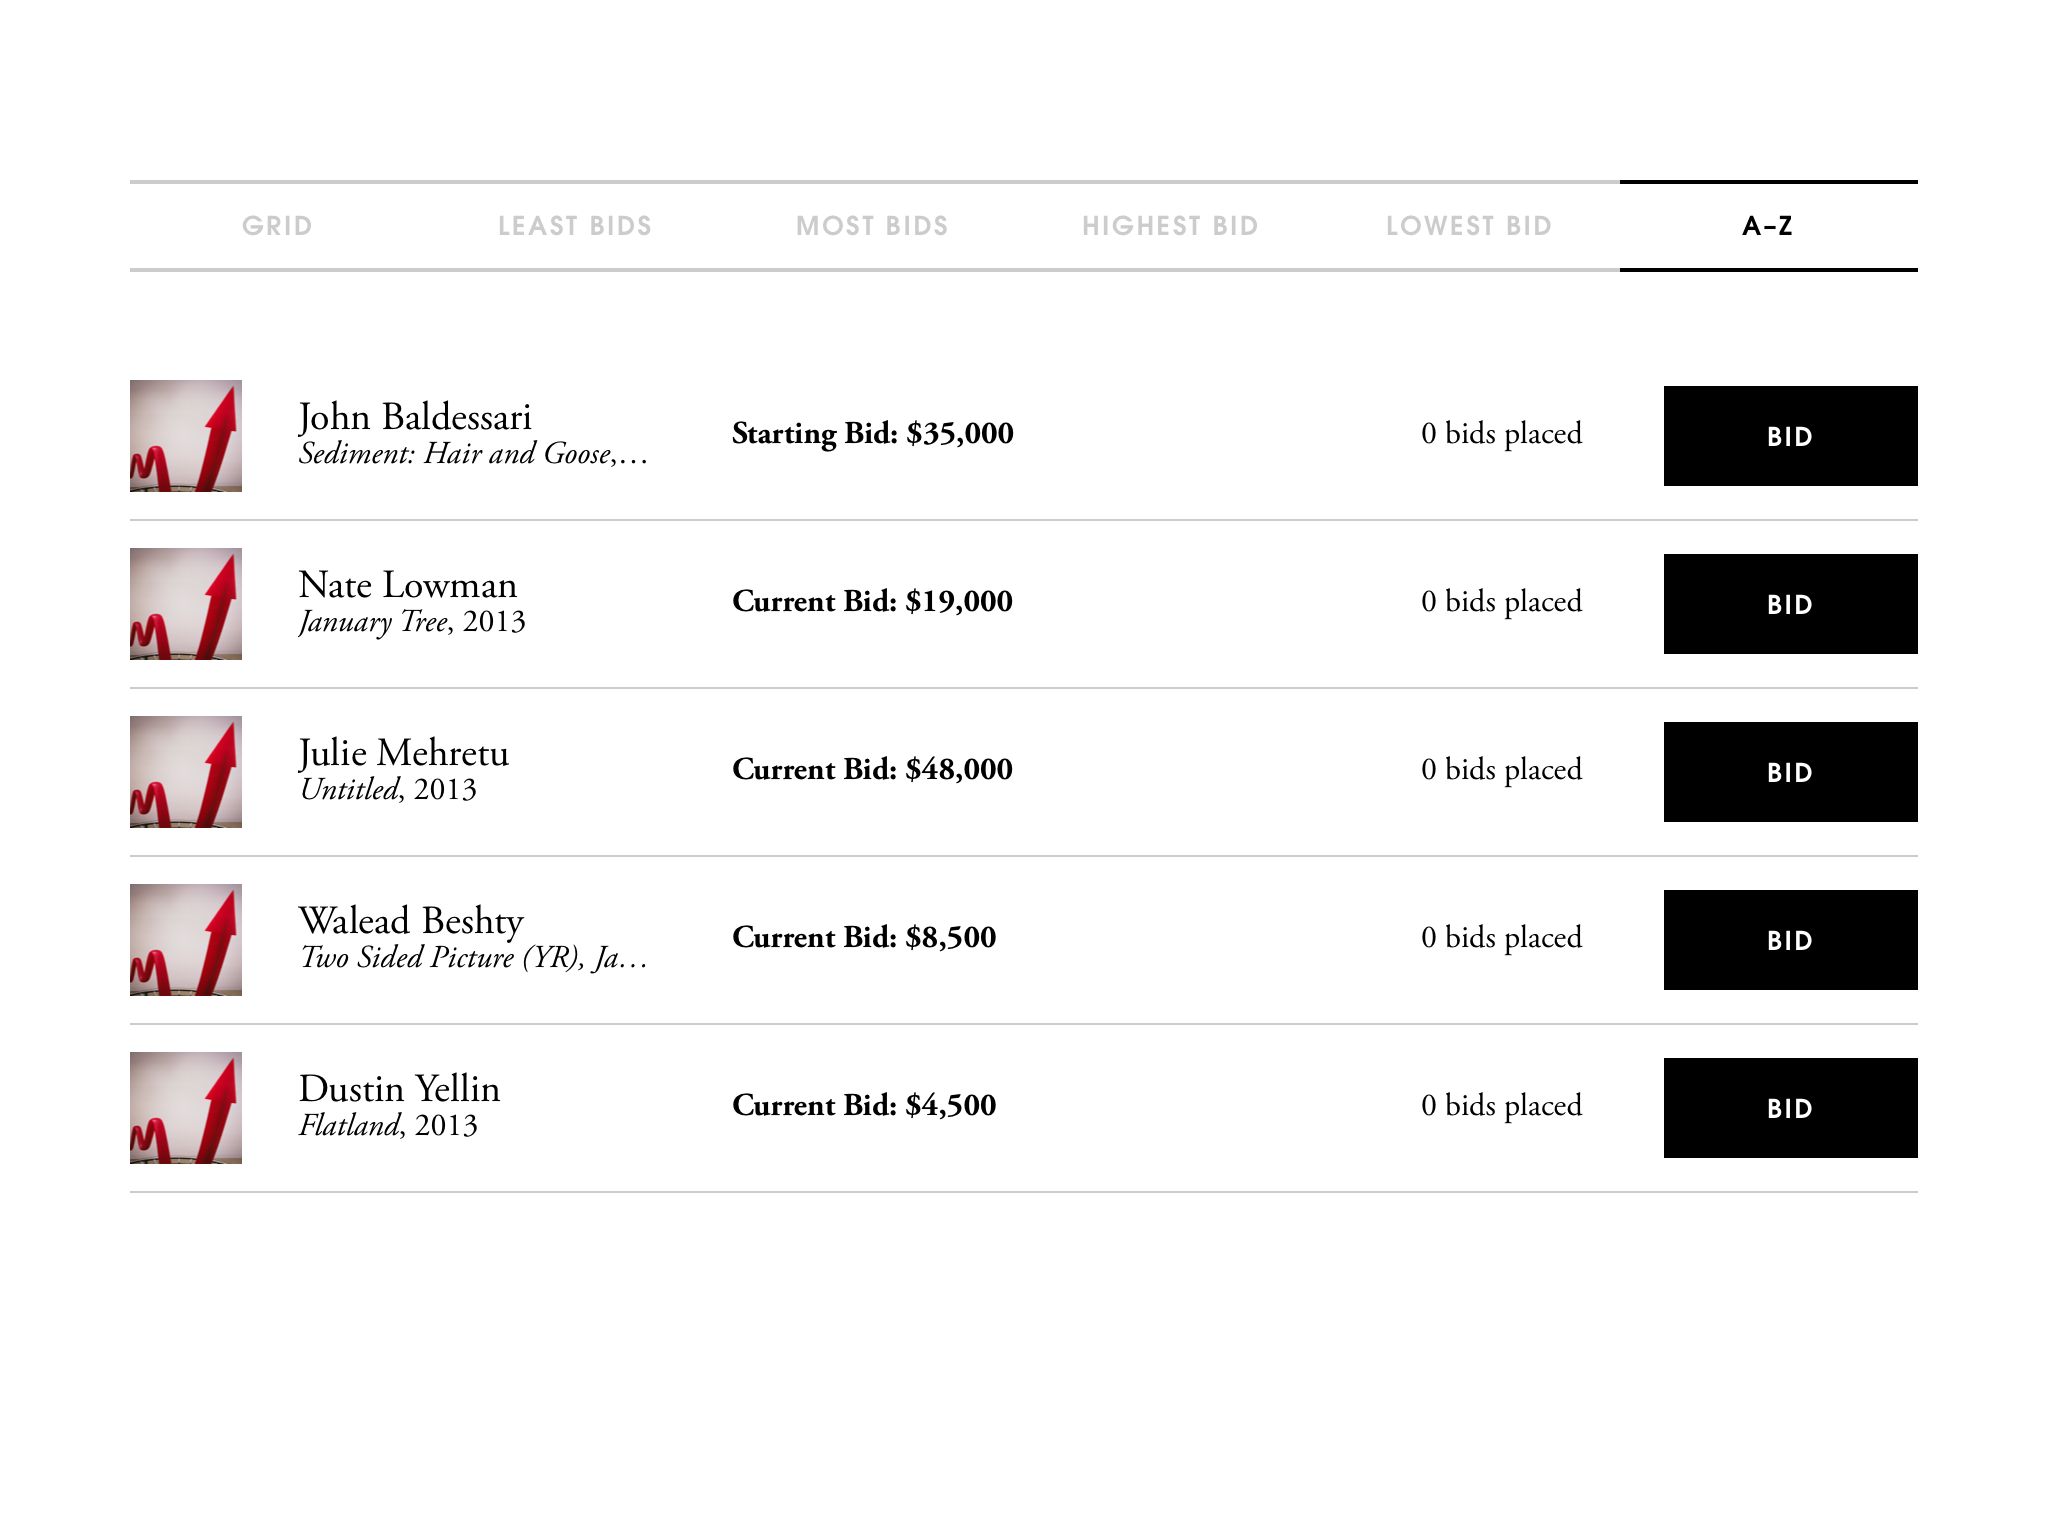 GRID LEAST BIDS MOST BIDS HIGHEST BID LOWEST BID A–Z
John Baldessari
Sediment: Hair and Goose,…
Starting Bid: $35,000
0 bids placed
BID
Nate Lowman
January Tree, 2013
Current Bid: $19,000
0 bids placed
BID
Julie Mehretu
Untitled, 2013
Current Bid: $48,000
0 bids placed
BID
Walead Beshty
Two Sided Picture (YR), Ja…
Current Bid: $8,500
0 bids placed
BID
Dustin Yellin
Flatland, 2013
Current Bid: $4,500
0 bids placed
BID